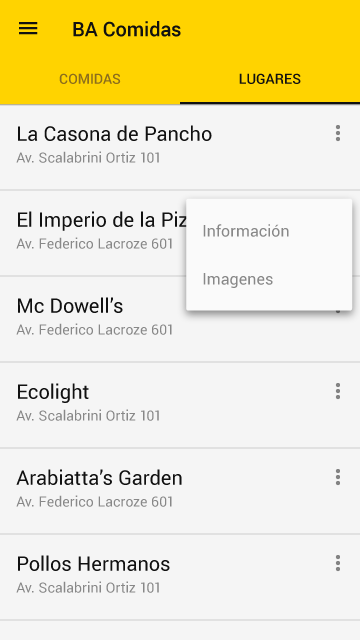 BA Comidas
COMIDAS
LUGARES
La Casona de Pancho
Av. Scalabrini Ortiz 101
El Imperio de la Piz
Av. Federico Lacroze 601
Información
Imagenes
Mc Dowell’s
Av. Federico Lacroze 601
Ecolight
Av. Scalabrini Ortiz 101
Arabiatta’s Garden
Av. Federico Lacroze 601
Pollos Hermanos
Av. Scalabrini Ortiz 101